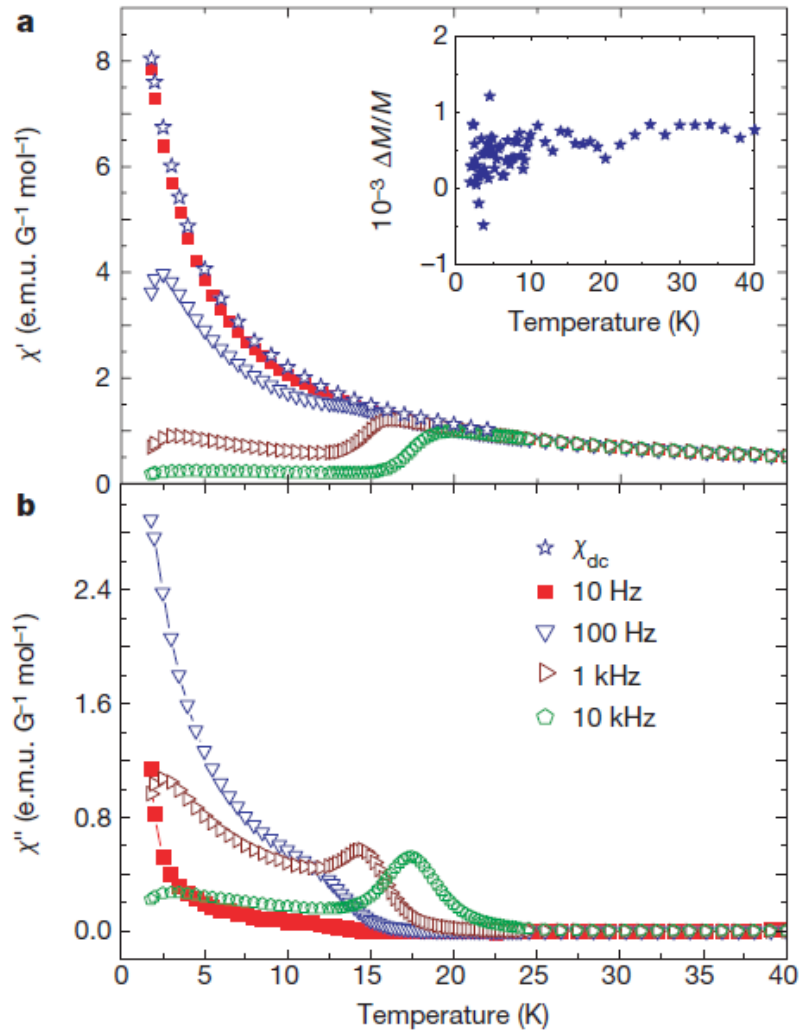 a
8
6
4
2
0
χ′ (e.m.u. G⁻¹ mol⁻¹)
2
1
0
−1
10⁻³ ΔM/M
0 10 20 30 40
Temperature (K)
b
2.4
1.6
0.8
0.0
χ″ (e.m.u. G⁻¹ mol⁻¹)
χdc
10 Hz
100 Hz
1 kHz
10 kHz
0 5 10 15 20 25 30 35 40
Temperature (K)